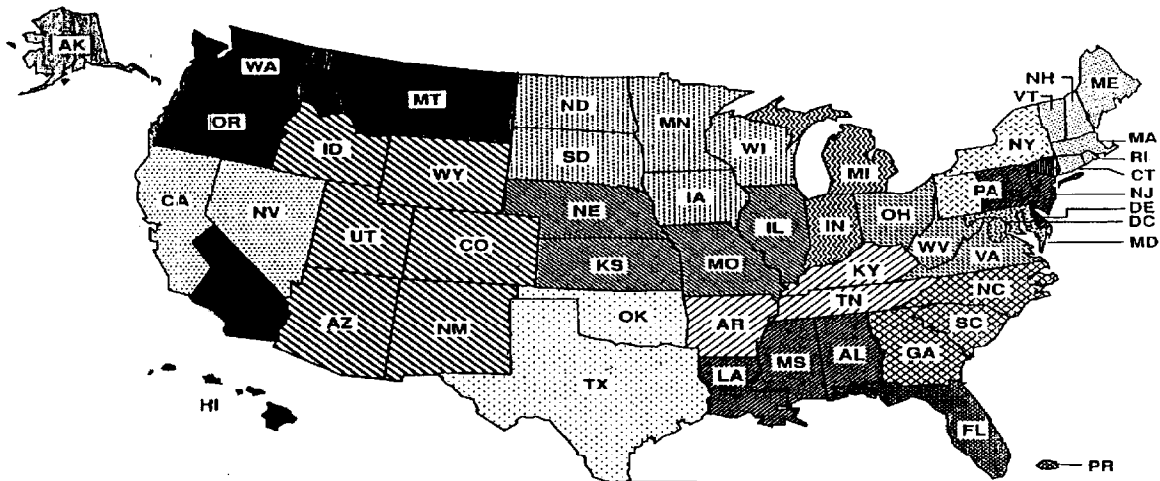 AK
WA
MT
ND
MN
NH
VT
ME
OR
ID
SD
WI
MI
NY
MA
RI
CT
WY
IA
PA
NJ
CA
NV
NE
IL
IN
OH
DE
DC
UT
CO
WV
VA
MD
KS
MO
KY
AZ
NM
OK
AR
TN
NC
SC
TX
LA
MS
AL
GA
HI
FL
PR